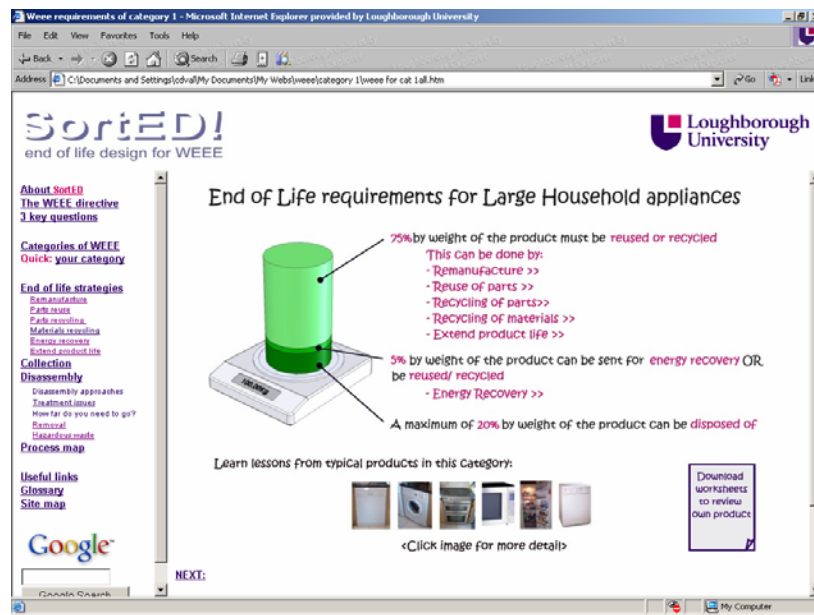 Weee requirements of category 1 - Microsoft Internet Explorer provided by Loughborough University
File Edit View Favorites Tools Help
Back Search
Address C:\Documents and Settings\cdval\My Documents\My Webs\weee\category 1\weee for cat 1all.htm Go Link
SortED!
end of life design for WEEE
Loughborough
University
About SortED
The WEEE directive
3 key questions
Categories of WEEE
Quick: your category
End of life strategies
Remanufacture
Parts reuse
Parts recycling
Materials recycling
Energy recovery
Extend product life
Collection
Disassembly
Disassembly approaches
Treatment issues
How far do you need to go?
Removal
Hazardous waste
Process map
Useful links
Glossary
Site map
Google
Google Search
End of Life requirements for Large Household appliances
75% by weight of the product must be reused or recycled
This can be done by:
- Remanufacture >>
- Reuse of parts >>
- Recycling of parts>>
- Recycling of materials >>
- Extend product life >>
5% by weight of the product can be sent for energy recovery OR
be reused/ recycled
- Energy Recovery >>
A maximum of 20% by weight of the product can be disposed of
Learn lessons from typical products in this category:
<Click image for more detail>
Download
worksheets
to review
own product
NEXT:
My Computer